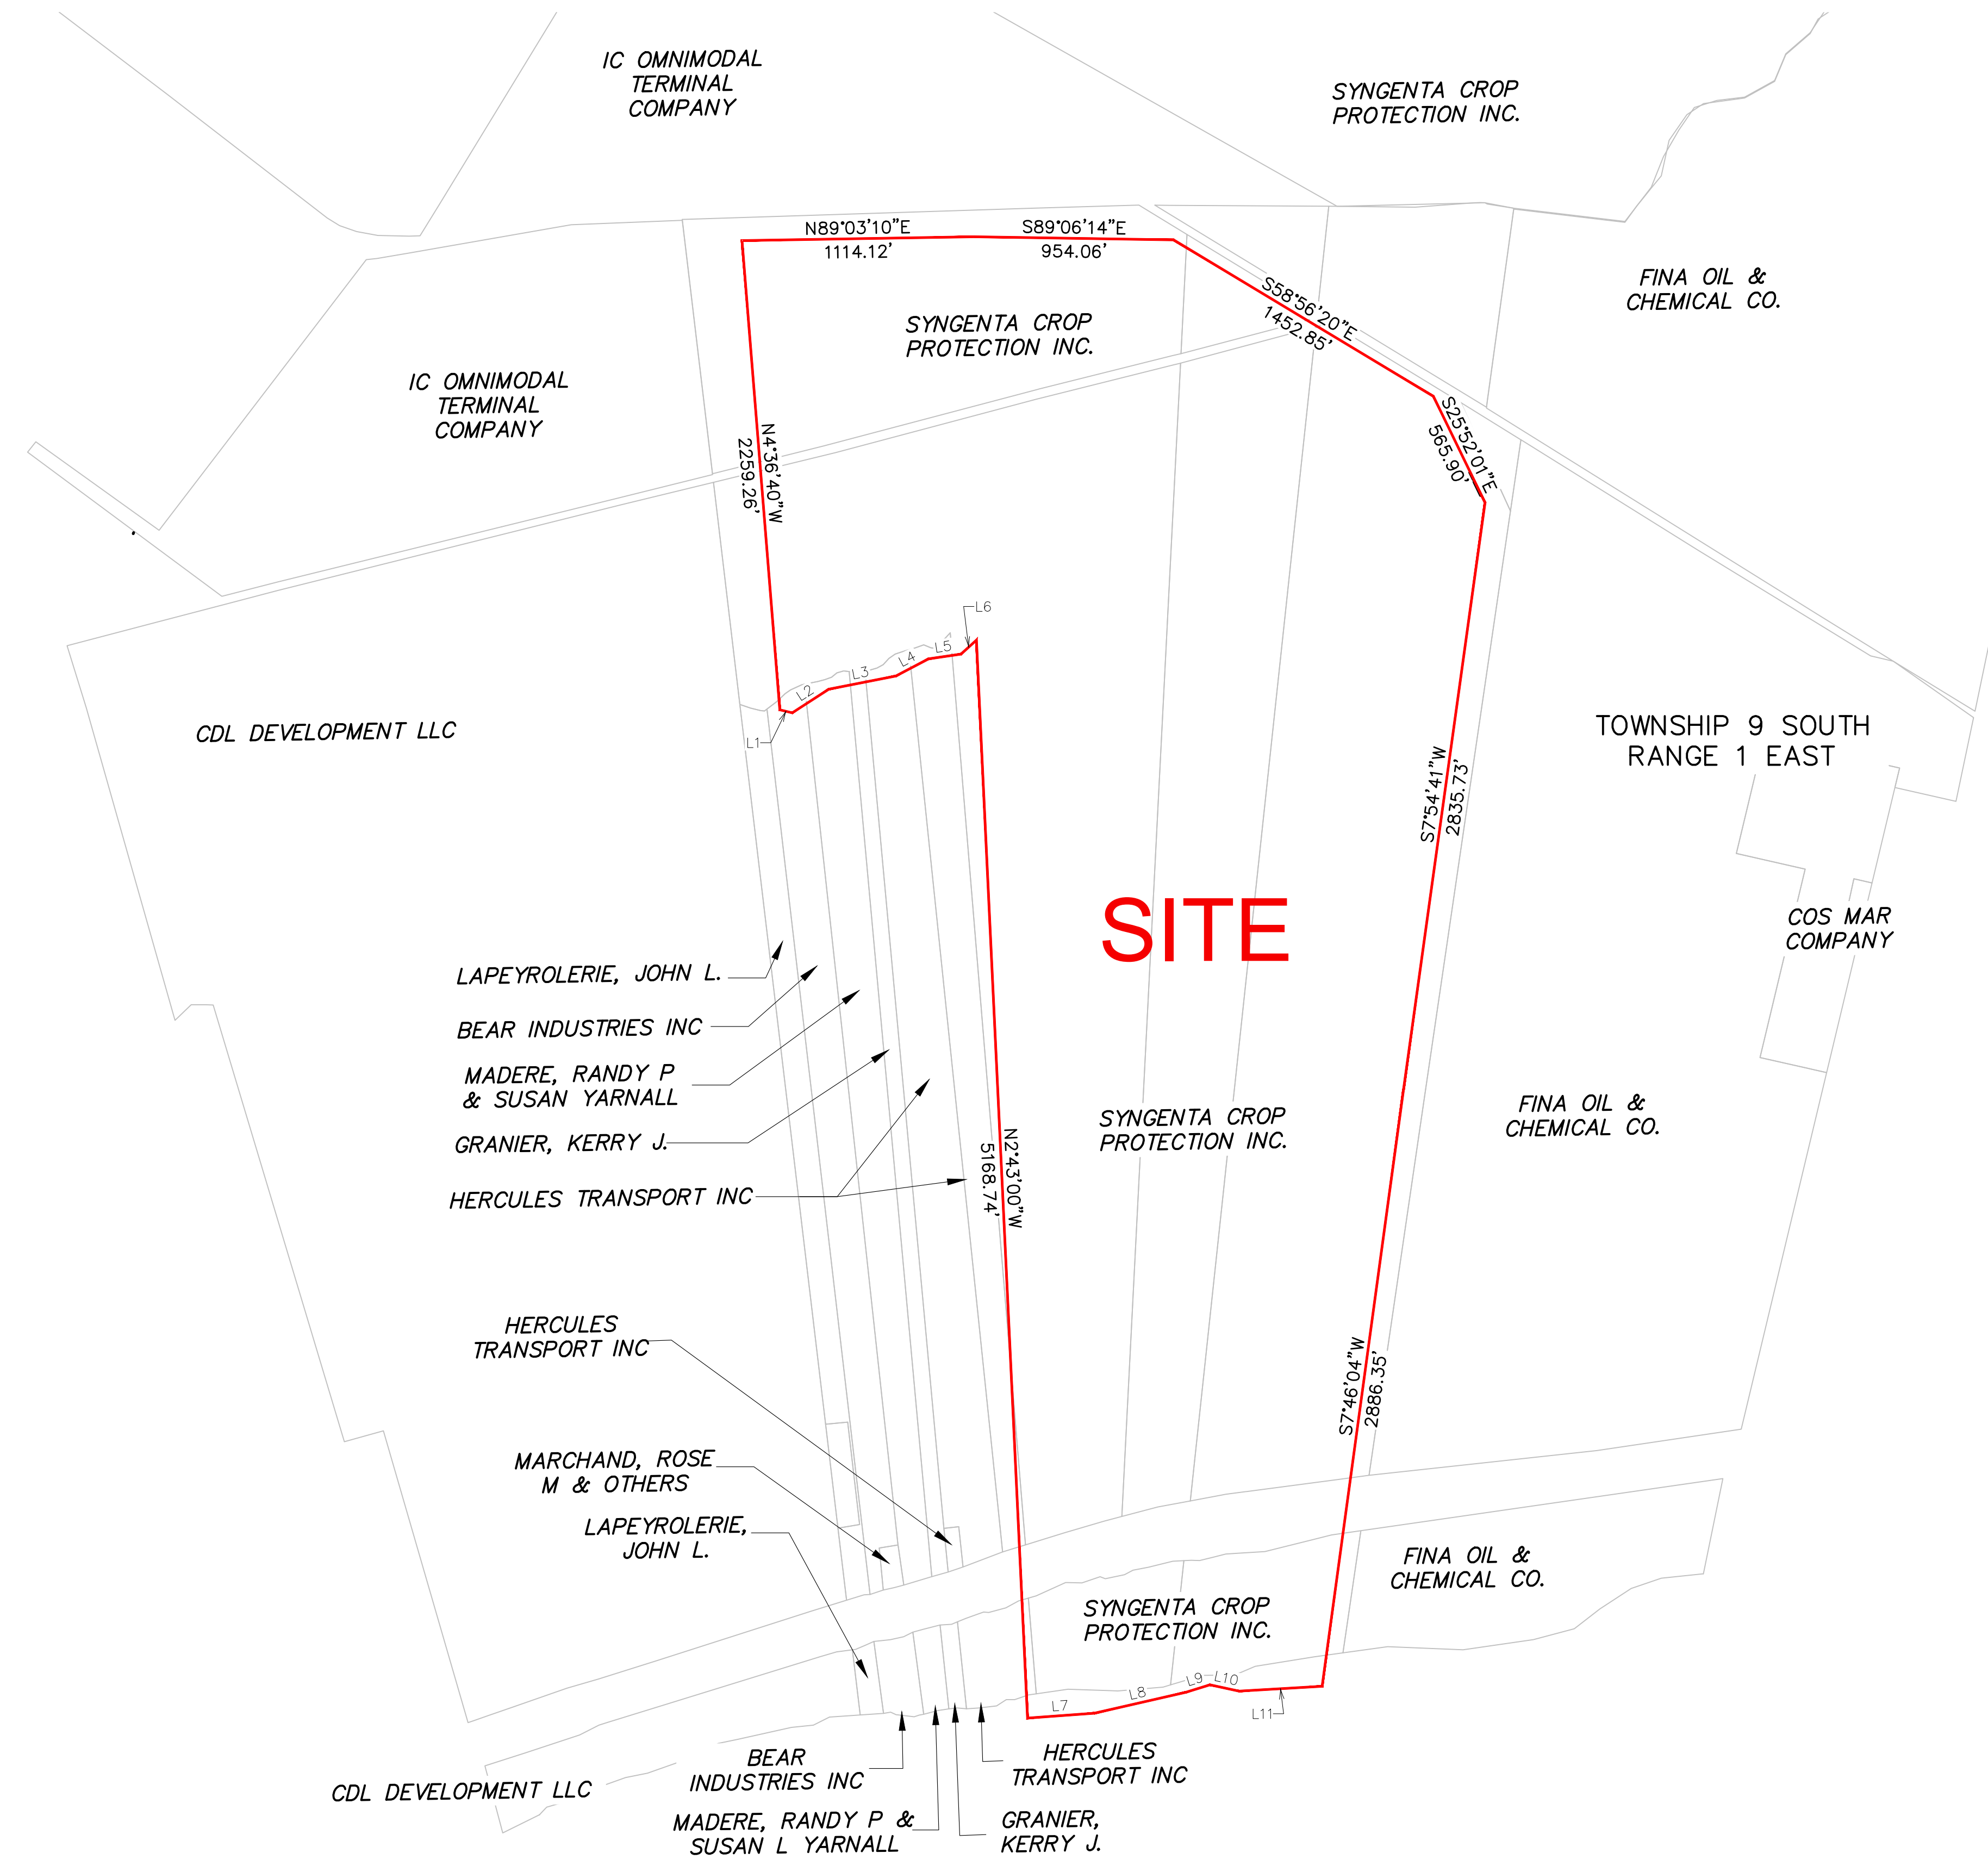 IC OMNIMODAL
TERMINAL
COMPANY
SYNGENTA CROP
PROTECTION INC.
N89°03'10"E
1114.12'
S89°06'14"E
954.06'
FINA OIL &
CHEMICAL CO.
S58°56'20"E
1452.85'
SYNGENTA CROP
PROTECTION INC.
IC OMNIMODAL
TERMINAL
COMPANY
N4°36'40"W
2259.26'
S25°52'01"E
565.90'
L6
L5
L4
L3
L2
L1
CDL DEVELOPMENT LLC
TOWNSHIP 9 SOUTH
RANGE 1 EAST
S7°54'41"W
2835.73'
SITE
COS MAR
COMPANY
LAPEYROLERIE, JOHN L.
BEAR INDUSTRIES INC
MADERE, RANDY P
& SUSAN YARNALL
GRANIER, KERRY J.
HERCULES TRANSPORT INC
N2°43'00"W
5168.74'
SYNGENTA CROP
PROTECTION INC.
FINA OIL &
CHEMICAL CO.
HERCULES
TRANSPORT INC
S7°46'04"W
2886.35'
MARCHAND, ROSE
M & OTHERS
LAPEYROLERIE,
JOHN L.
FINA OIL &
CHEMICAL CO.
SYNGENTA CROP
PROTECTION INC.
L7
L8
L9
L10
L11
BEAR
INDUSTRIES INC
HERCULES
TRANSPORT INC
CDL DEVELOPMENT LLC
MADERE, RANDY P &
SUSAN L YARNALL
GRANIER,
KERRY J.